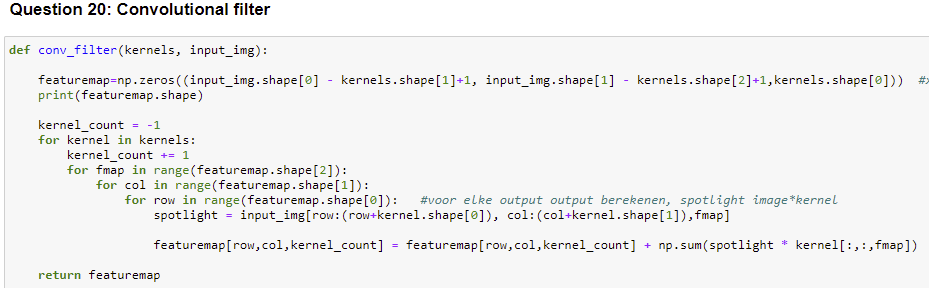 Question 20: Convolutional filter
def conv_filter(kernels, input_img):
featuremap=np.zeros((input_img.shape[0] - kernels.shape[1]+1, input_img.shape[1] - kernels.shape[2]+1,kernels.shape[0])) #
print(featuremap.shape)
kernel_count = -1
for kernel in kernels:
kernel_count += 1
for fmap in range(featuremap.shape[2]):
for col in range(featuremap.shape[1]):
for row in range(featuremap.shape[0]): #voor elke output output berekenen, spotlight image*kernel
spotlight = input_img[row:(row+kernel.shape[0]), col:(col+kernel.shape[1]),fmap]
featuremap[row,col,kernel_count] = featuremap[row,col,kernel_count] + np.sum(spotlight * kernel[:,:,fmap])
return featuremap